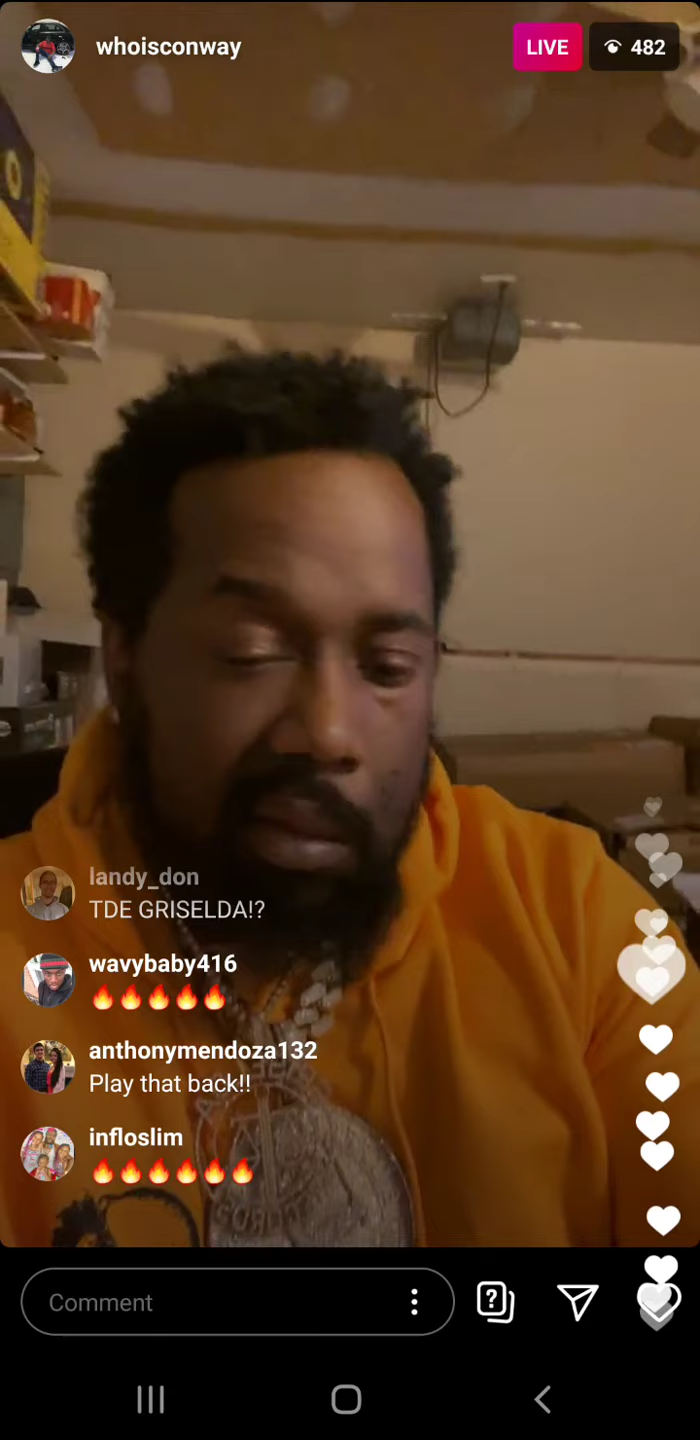 whoisconway
LIVE
482
landy_don
TDE GRISELDA!?
wavybaby416
🔥🔥🔥🔥🔥
anthonymendoza132
Play that back!!
infloslim
🔥🔥🔥🔥🔥🔥
Comment